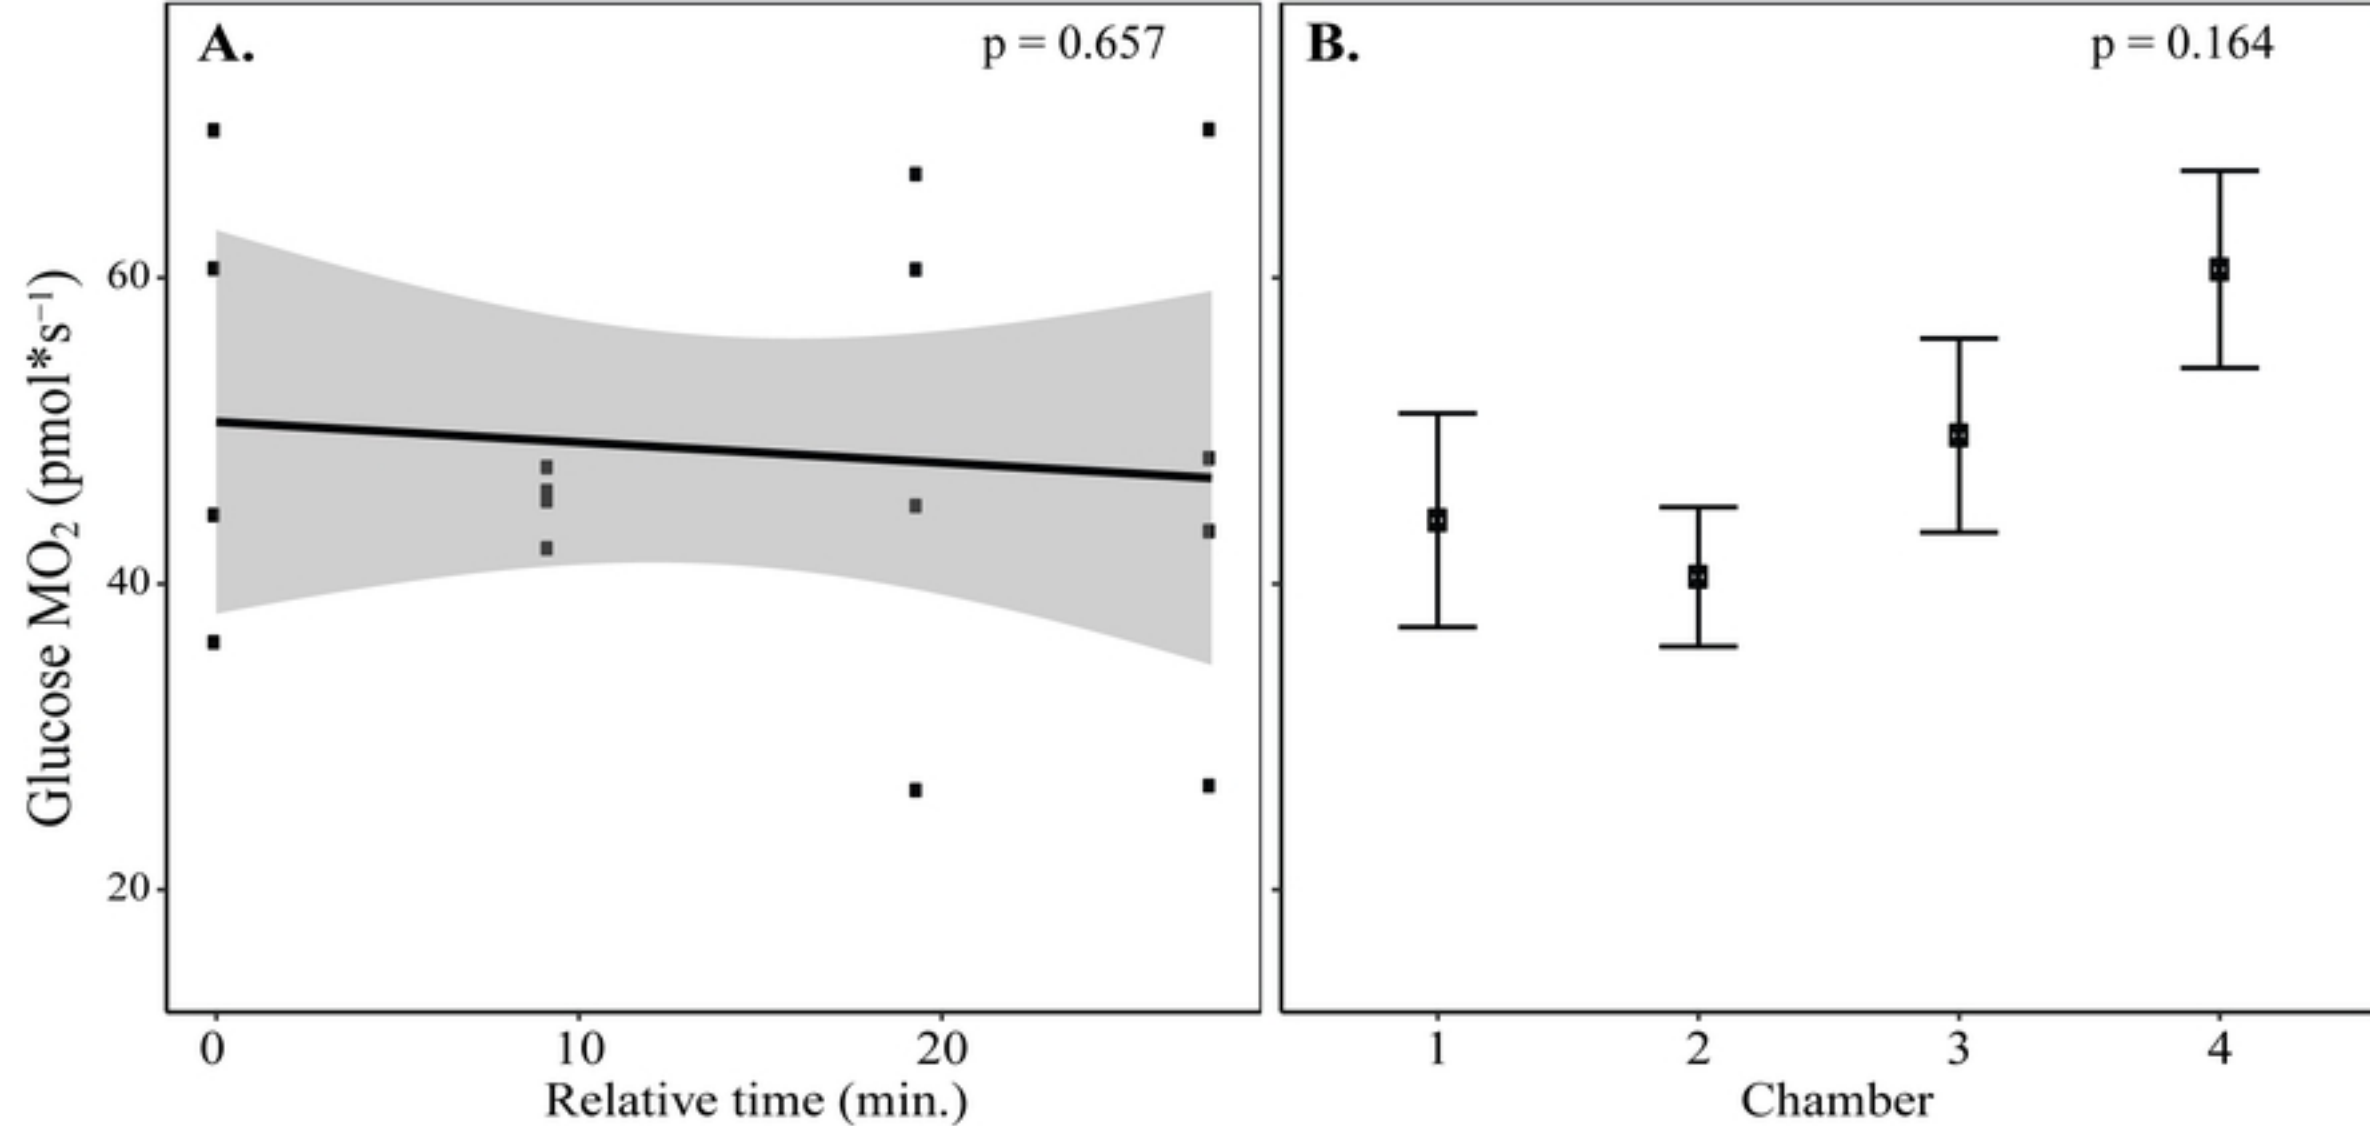 A.
p = 0.657
B.
p = 0.164
Glucose MO₂ (pmol*s⁻¹)
60
40
20
0 10 20
Relative time (min.)
1 2 3 4
Chamber